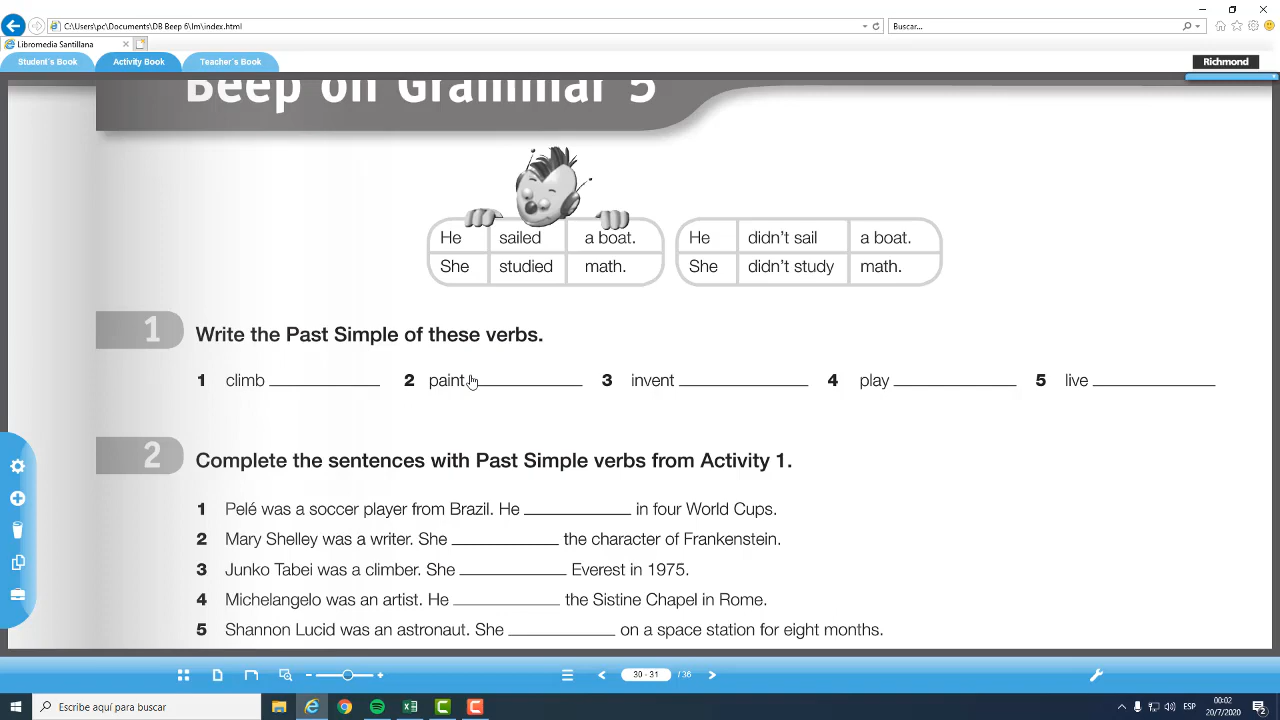 C:\Users\pc\Documents\DB Beep 6\lm\index.html
Buscar...
Libromedia Santillana
Student's Book Activity Book Teacher's Book
Richmond
Beep on Grammar 5
He sailed a boat. He didn't sail a boat.
She studied math. She didn't study math.
1 Write the Past Simple of these verbs.
1 climb 2 paint 3 invent 4 play 5 live
2 Complete the sentences with Past Simple verbs from Activity 1.
1 Pelé was a soccer player from Brazil. He ____________ in four World Cups.
2 Mary Shelley was a writer. She ____________ the character of Frankenstein.
3 Junko Tabei was a climber. She ____________ Everest in 1975.
4 Michelangelo was an artist. He ____________ the Sistine Chapel in Rome.
5 Shannon Lucid was an astronaut. She ____________ on a space station for eight months.
30 - 31 / 36
Escribe aquí para buscar
ESP
00:02
20/7/2020
2